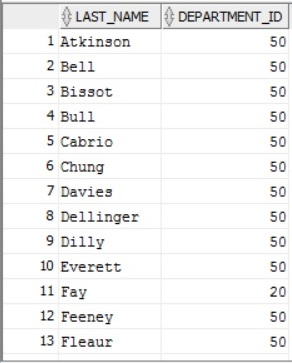 LAST_NAME DEPARTMENT_ID
1 Atkinson 50
2 Bell 50
3 Bissot 50
4 Bull 50
5 Cabrio 50
6 Chung 50
7 Davies 50
8 Dellinger 50
9 Dilly 50
10 Everett 50
11 Fay 20
12 Feeney 50
13 Fleaur 50